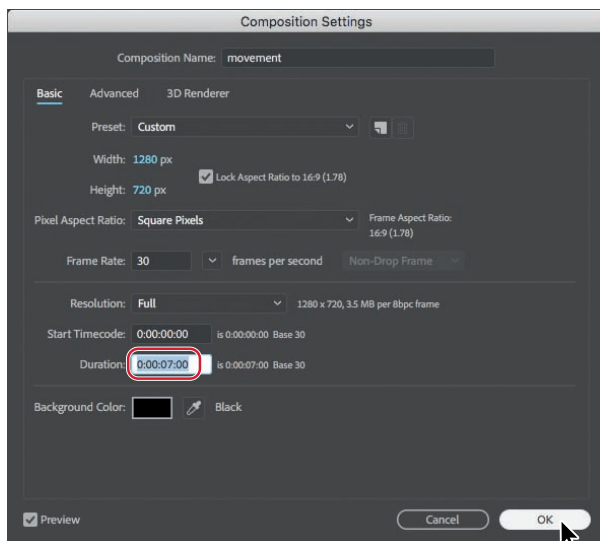 Composition Settings
Composition Name: movement
Basic Advanced 3D Renderer
Preset: Custom
Width: 1280 px
Lock Aspect Ratio to 16:9 (1.78)
Height: 720 px
Pixel Aspect Ratio: Square Pixels
Frame Aspect Ratio:
16:9 (1.78)
Frame Rate: 30 frames per second Non-Drop Frame
Resolution: Full 1280 x 720, 3.5 MB per 8bpc frame
Start Timecode: 0:00:00:00 is 0:00:00:00 Base 30
Duration: 0:00:07:00 is 0:00:07:00 Base 30
Background Color: Black
Preview Cancel OK